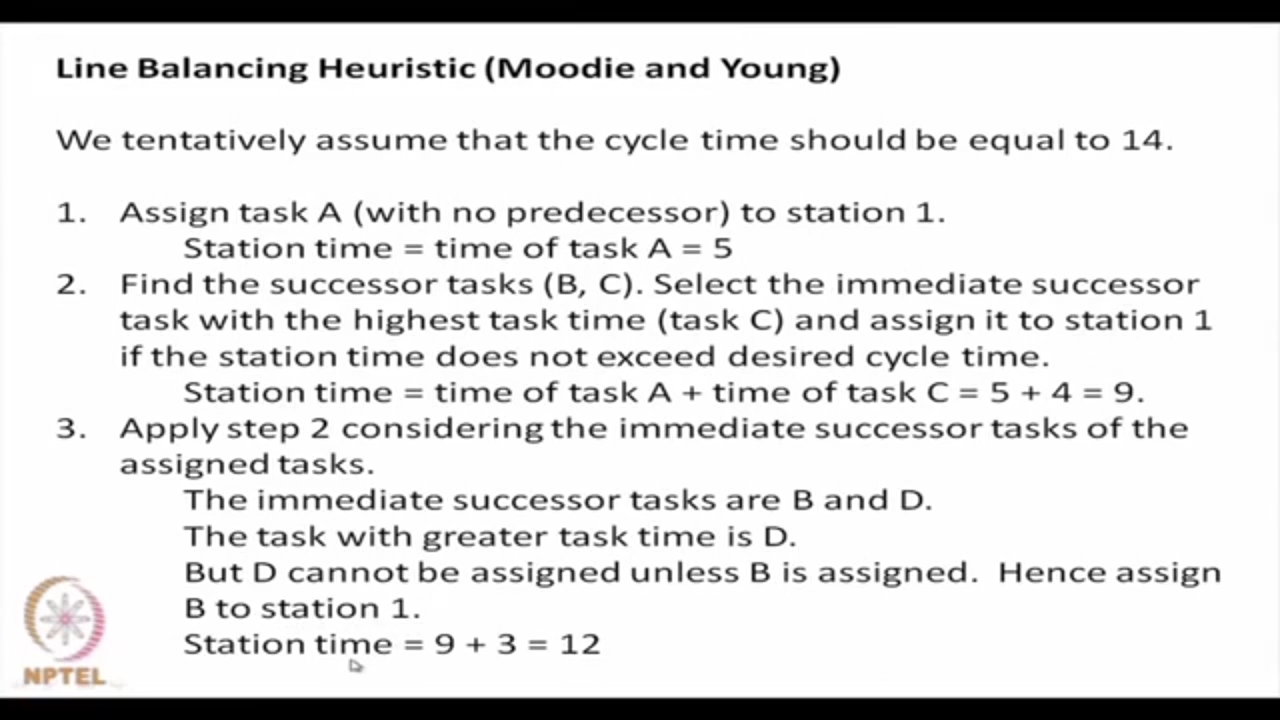 Line Balancing Heuristic (Moodie and Young)
We tentatively assume that the cycle time should be equal to 14.
1. Assign task A (with no predecessor) to station 1.
Station time = time of task A = 5
2. Find the successor tasks (B, C). Select the immediate successor
task with the highest task time (task C) and assign it to station 1
if the station time does not exceed desired cycle time.
Station time = time of task A + time of task C = 5 + 4 = 9.
3. Apply step 2 considering the immediate successor tasks of the
assigned tasks.
The immediate successor tasks are B and D.
The task with greater task time is D.
But D cannot be assigned unless B is assigned. Hence assign
B to station 1.
Station time = 9 + 3 = 12
NPTEL